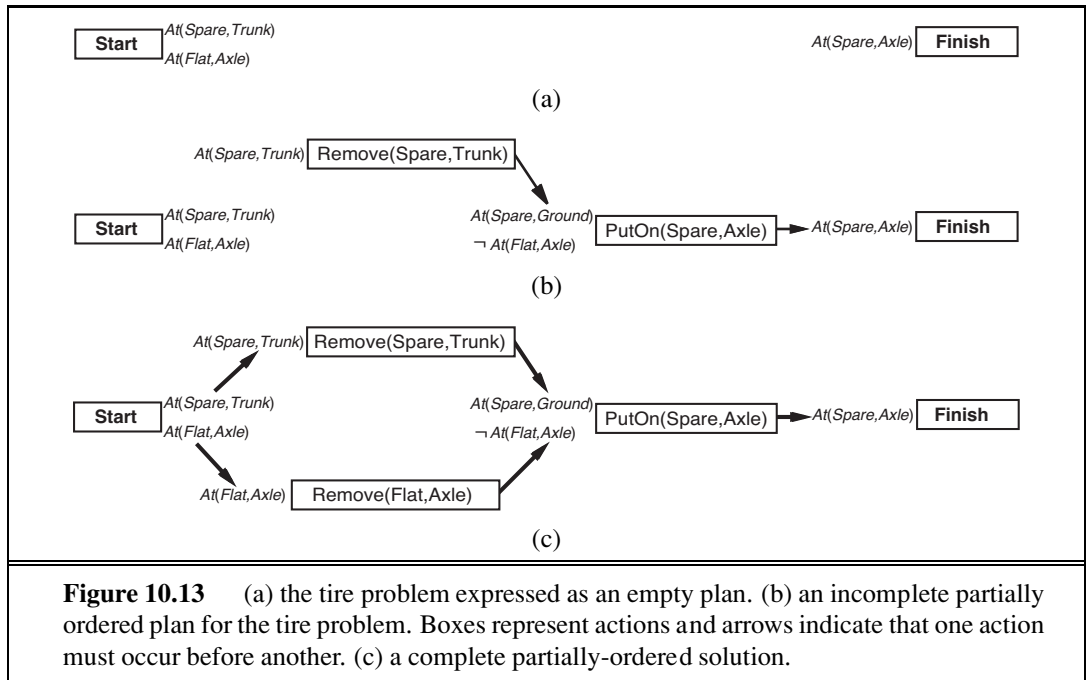 Start At(Spare,Trunk)
At(Flat,Axle)
At(Spare,Axle) Finish
(a)
At(Spare,Trunk) Remove(Spare,Trunk)
Start At(Spare,Trunk)
At(Flat,Axle)
At(Spare,Ground)
¬ At(Flat,Axle)
PutOn(Spare,Axle) At(Spare,Axle) Finish
(b)
At(Spare,Trunk) Remove(Spare,Trunk)
Start At(Spare,Trunk)
At(Flat,Axle)
At(Spare,Ground)
¬ At(Flat,Axle)
PutOn(Spare,Axle) At(Spare,Axle) Finish
At(Flat,Axle) Remove(Flat,Axle)
(c)
Figure 10.13 (a) the tire problem expressed as an empty plan. (b) an incomplete partially
ordered plan for the tire problem. Boxes represent actions and arrows indicate that one action
must occur before another. (c) a complete partially-ordered solution.